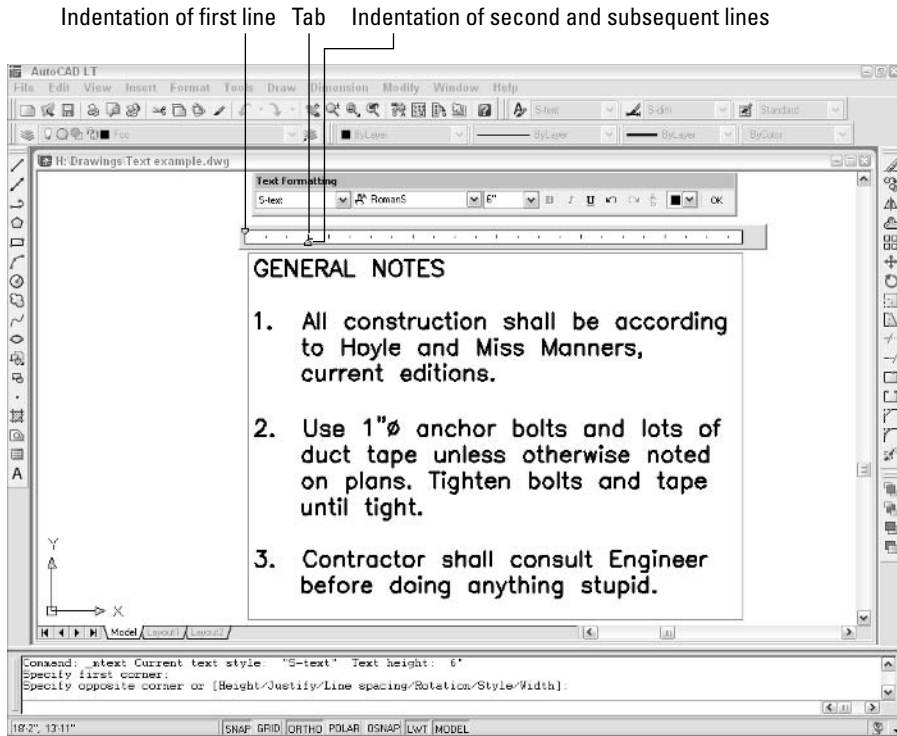 Indentation of first line Tab Indentation of second and subsequent lines
AutoCAD LT
File Edit View Insert Format Tools Draw Dimension Modify Window Help
S-text S-dim Standard
Foo ByLayer ByLayer ByLayer ByColor
H:\Drawings\Text example.dwg
Text Formatting
S-text RomanS 6" B I U OK
GENERAL NOTES
1. All construction shall be according
to Hoyle and Miss Manners,
current editions.
2. Use 1"ø anchor bolts and lots of
duct tape unless otherwise noted
on plans. Tighten bolts and tape
until tight.
3. Contractor shall consult Engineer
before doing anything stupid.
Y
X
A
Model Layout1 Layout2
Command: _mtext Current text style: "S-text" Text height: 6"
Specify first corner:
Specify opposite corner or [Height/Justify/Line spacing/Rotation/Style/Width]:
18'-2", 13'-11" SNAP GRID ORTHO POLAR OSNAP LWT MODEL